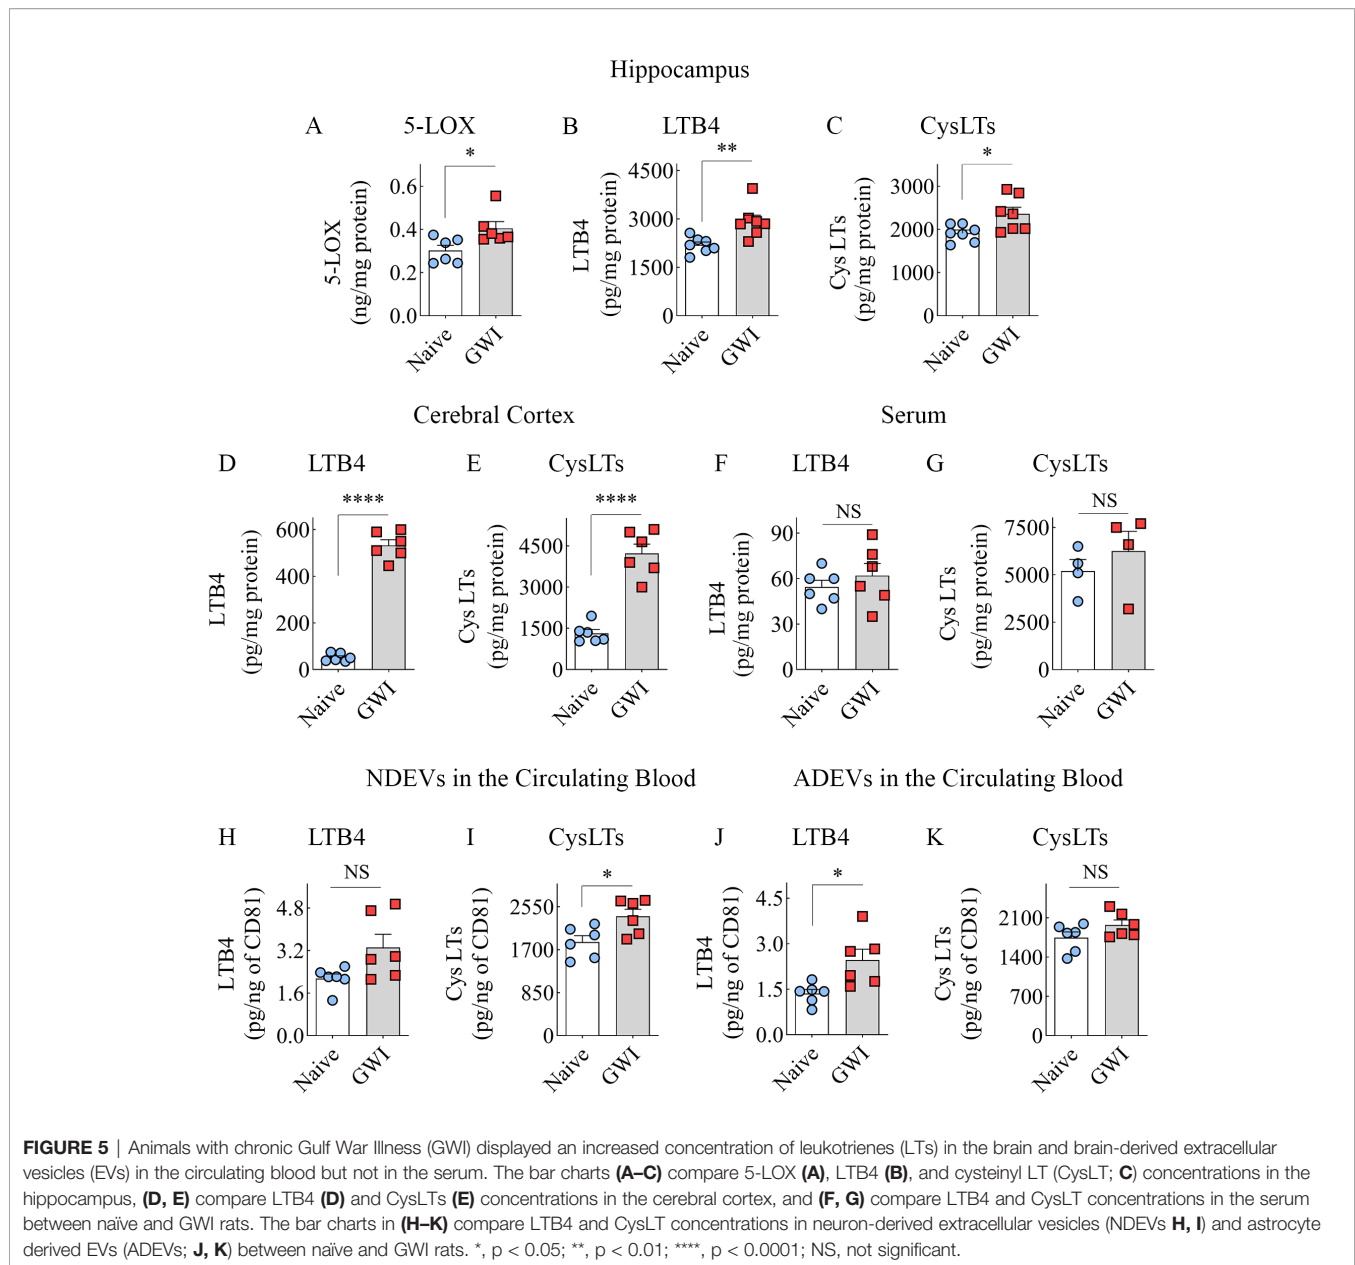 Hippocampus
A 5-LOX B LTB4 C CysLTs
* ** *
5-LOX
(ng/mg protein)
0.6
0.4
0.2
0.0
Naive GWI
LTB4
(pg/mg protein)
4500
3000
1500
0
Naive GWI
Cys LTs
(pg/mg protein)
3000
2000
1000
0
Naive GWI
Cerebral Cortex Serum
D LTB4 E CysLTs F LTB4 G CysLTs
**** **** NS NS
LTB4
(pg/mg protein)
600
400
200
0
Naive GWI
Cys LTs
(pg/mg protein)
4500
3000
1500
0
Naive GWI
LTB4
(pg/mg protein)
90
60
30
0
Naive GWI
Cys LTs
(pg/mg protein)
7500
5000
2500
0
Naive GWI
NDEVs in the Circulating Blood ADEVs in the Circulating Blood
H LTB4 I CysLTs J LTB4 K CysLTs
NS * * NS
LTB4
(pg/ng of CD81)
4.8
3.2
1.6
0.0
Naive GWI
Cys LTs
(pg/ng of CD81)
2550
1700
850
0
Naive GWI
LTB4
(pg/ng of CD81)
4.5
3.0
1.5
0.0
Naive GWI
Cys LTs
(pg/ng of CD81)
2100
1400
700
0
Naive GWI
FIGURE 5 | Animals with chronic Gulf War Illness (GWI) displayed an increased concentration of leukotrienes (LTs) in the brain and brain-derived extracellular
vesicles (EVs) in the circulating blood but not in the serum. The bar charts (A–C) compare 5-LOX (A), LTB4 (B), and cysteinyl LT (CysLT; C) concentrations in the
hippocampus, (D, E) compare LTB4 (D) and CysLTs (E) concentrations in the cerebral cortex, and (F, G) compare LTB4 and CysLT concentrations in the serum
between naïve and GWI rats. The bar charts in (H–K) compare LTB4 and CysLT concentrations in neuron-derived extracellular vesicles (NDEVs H, I) and astrocyte
derived EVs (ADEVs; J, K) between naïve and GWI rats. *, p < 0.05; **, p < 0.01; ****, p < 0.0001; NS, not significant.